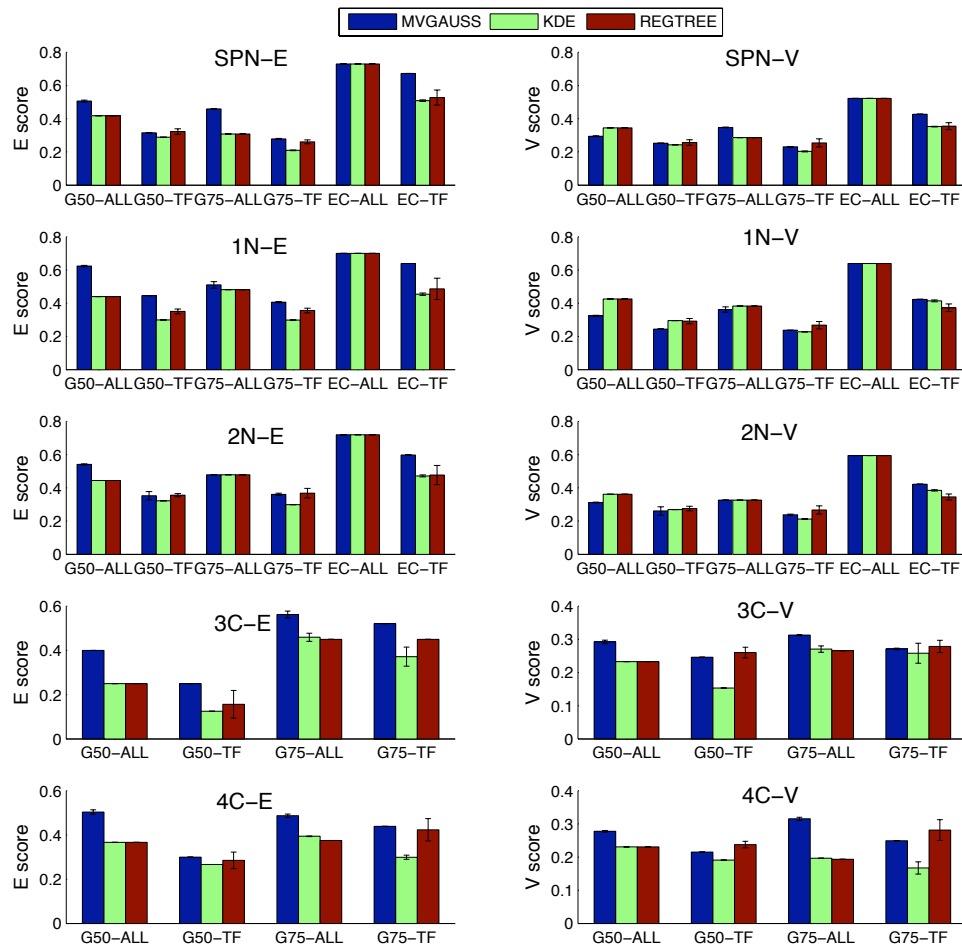 MVGAUSS KDE REGTREE
SPN−E
E score
0.8
0.6
0.4
0.2
0
G50−ALL G50−TF G75−ALL G75−TF EC−ALL EC−TF
SPN−V
V score
0.8
0.6
0.4
0.2
0
G50−ALL G50−TF G75−ALL G75−TF EC−ALL EC−TF
1N−E
E score
0.8
0.6
0.4
0.2
0
G50−ALL G50−TF G75−ALL G75−TF EC−ALL EC−TF
1N−V
V score
0.8
0.6
0.4
0.2
0
G50−ALL G50−TF G75−ALL G75−TF EC−ALL EC−TF
2N−E
E score
0.8
0.6
0.4
0.2
0
G50−ALL G50−TF G75−ALL G75−TF EC−ALL EC−TF
2N−V
V score
0.8
0.6
0.4
0.2
0
G50−ALL G50−TF G75−ALL G75−TF EC−ALL EC−TF
3C−E
E score
0.6
0.4
0.2
0
G50−ALL G50−TF G75−ALL G75−TF
3C−V
V score
0.4
0.3
0.2
0.1
0
G50−ALL G50−TF G75−ALL G75−TF
4C−E
E score
0.6
0.4
0.2
0
G50−ALL G50−TF G75−ALL G75−TF
4C−V
V score
0.4
0.3
0.2
0.1
0
G50−ALL G50−TF G75−ALL G75−TF